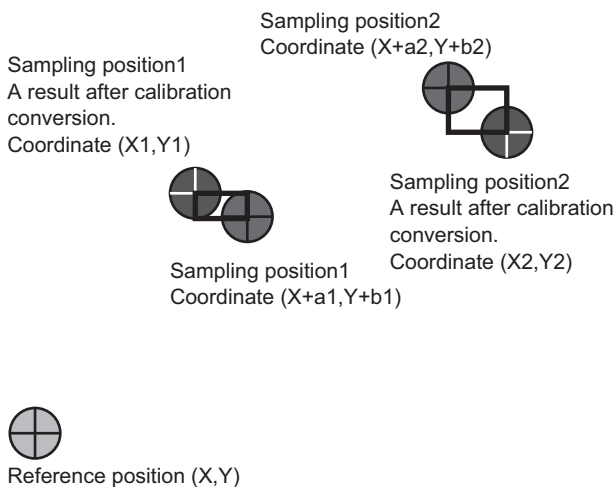 Sampling position2
Coordinate (X+a2,Y+b2)
Sampling position1
A result after calibration
conversion.
Coordinate (X1,Y1)
Sampling position2
A result after calibration
conversion.
Coordinate (X2,Y2)
Sampling position1
Coordinate (X+a1,Y+b1)
Reference position (X,Y)